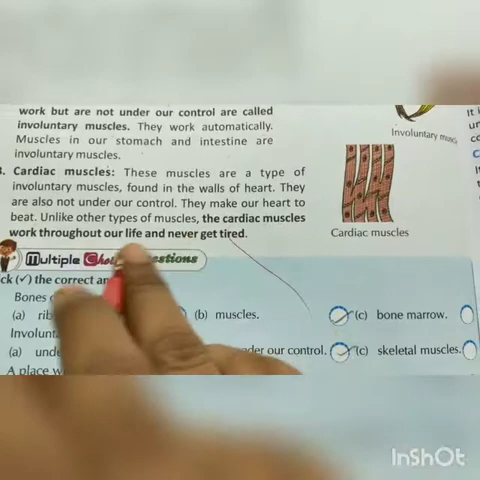 work but are not under our control are called
involuntary muscles. They work automatically.
Muscles in our stomach and intestine are
involuntary muscles.
Involuntary
Cardiac muscles: These muscles are a type of
involuntary muscles, found in the walls of heart. They
are also not under our control. They make our heart to
beat. Unlike other types of muscles, the cardiac muscles
work throughout our life and never get tired.
Cardiac muscles
Multiple
(✓) the correct
Bones
(a) (b) muscles. (c) bone marrow.
(a) our control. (c) skeletal muscles.
A place
InShOt